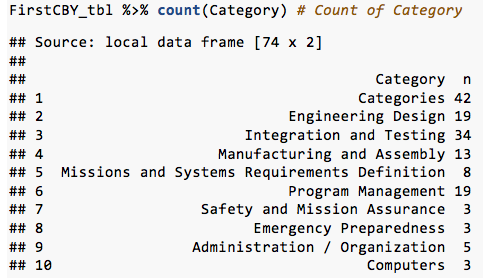 FirstCBY_tbl %>% count(Category) # Count of Category
## Source: local data frame [74 x 2]
##
##                                       Category  n
## 1                                   Categories 42
## 2                           Engineering Design 19
## 3                      Integration and Testing 34
## 4                   Manufacturing and Assembly 13
## 5  Missions and Systems Requirements Definition  8
## 6                           Program Management 19
## 7                 Safety and Mission Assurance  3
## 8                       Emergency Preparedness  3
## 9                Administration / Organization  5
## 10                                   Computers  3